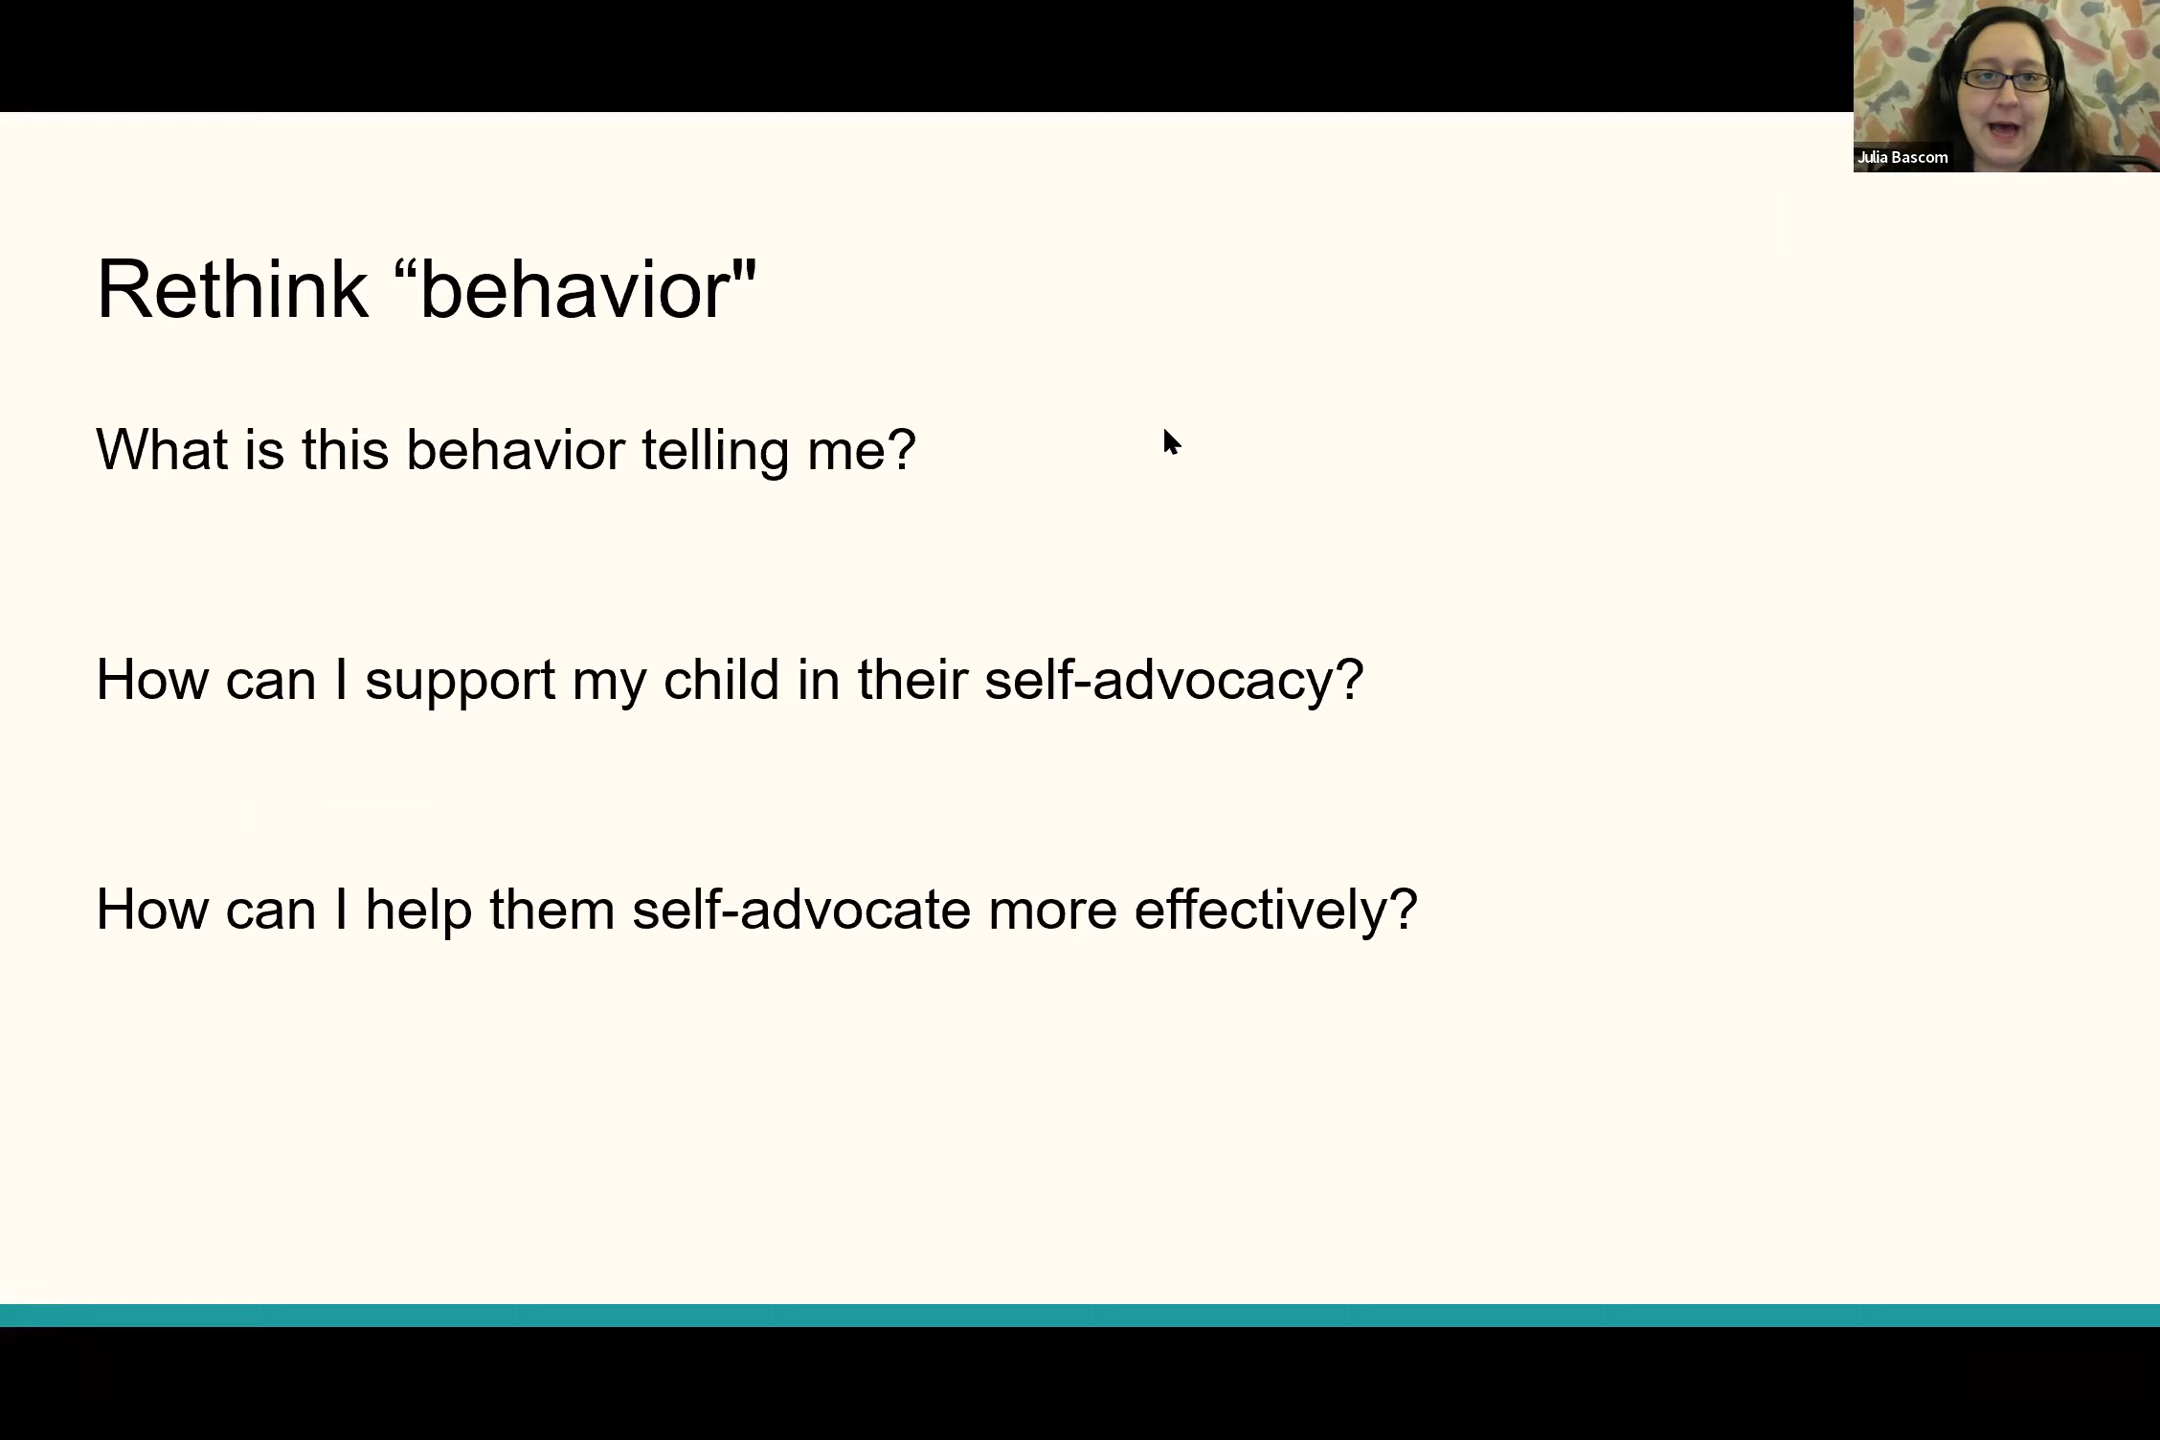 Julia Bascom
Rethink “behavior"
What is this behavior telling me?
How can I support my child in their self-advocacy?
How can I help them self-advocate more effectively?